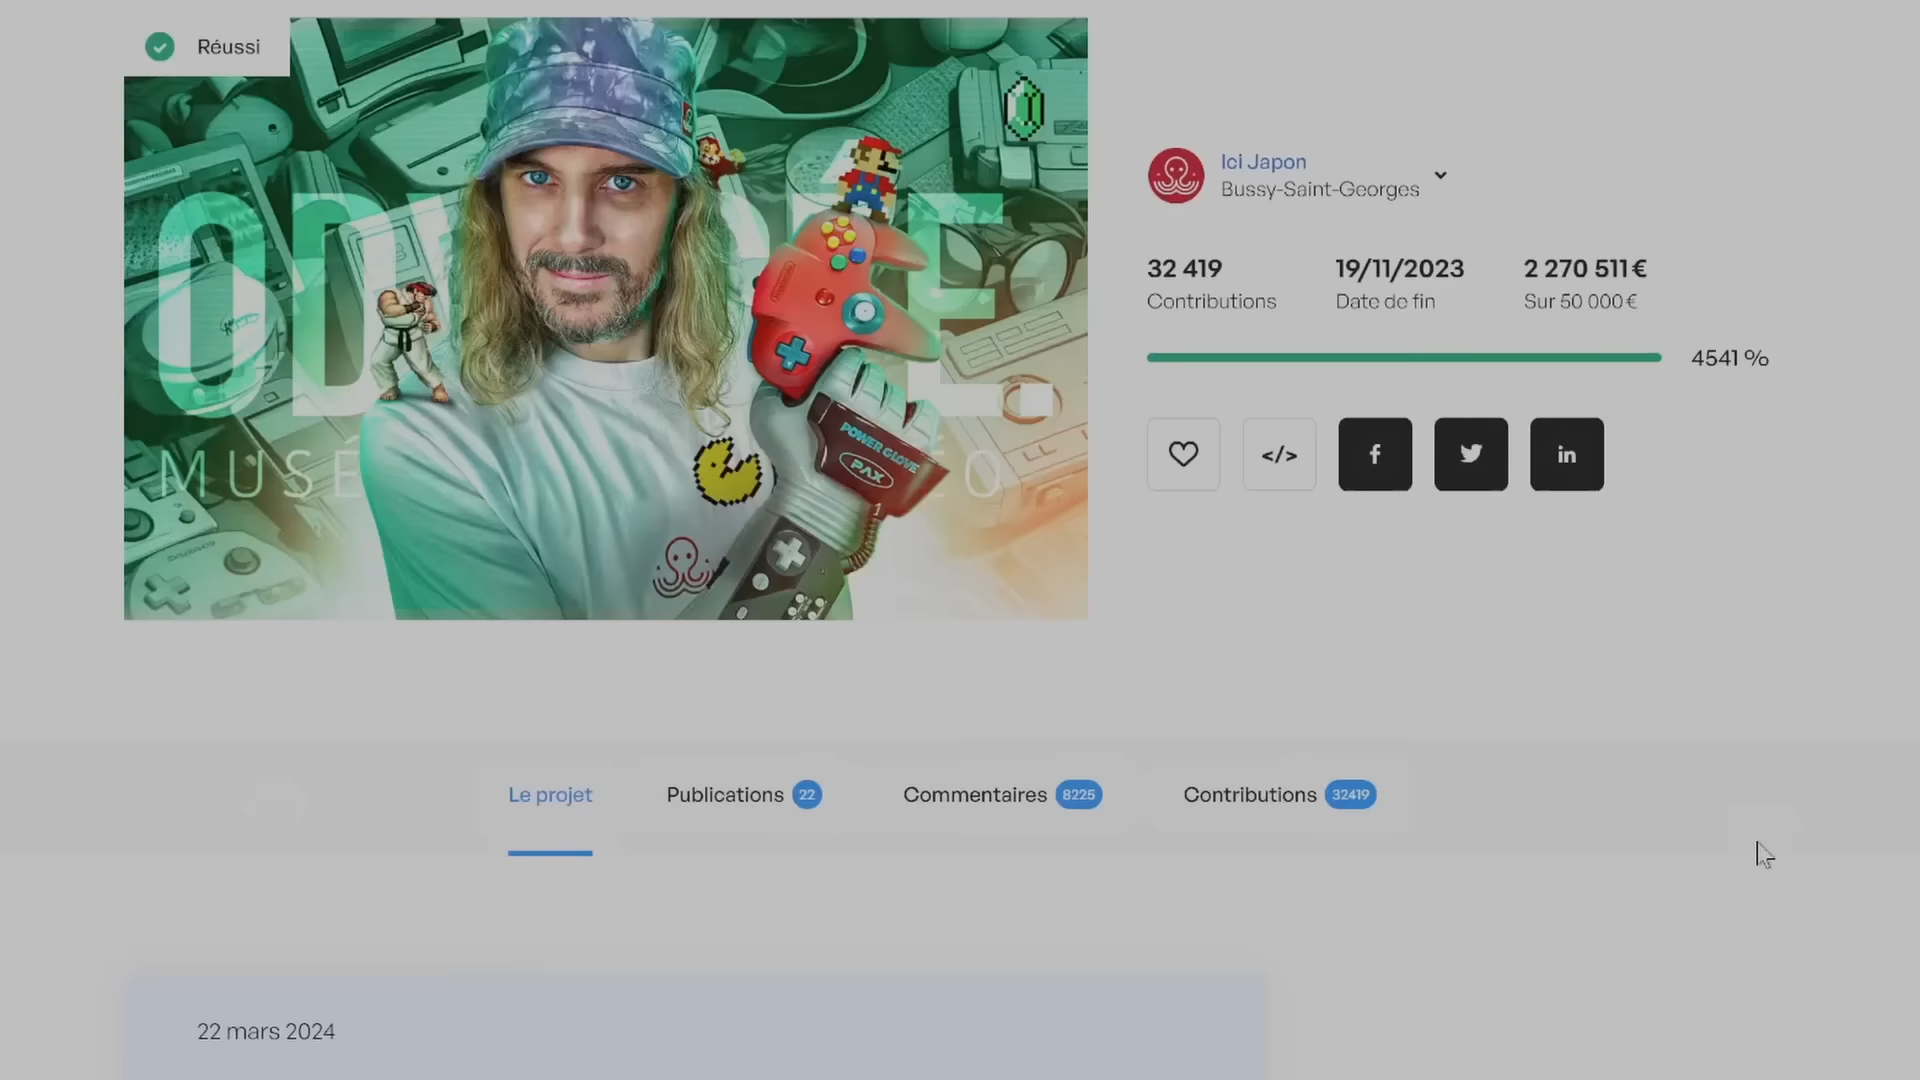 Réussi
MUSÉ
POWER GLOVE
PAX
Ici Japon
Bussy-Saint-Georges
32 419
Contributions
19/11/2023
Date de fin
2 270 511 €
Sur 50 000 €
4541 %
</>
f
in
Le projet
Publications 22
Commentaires 8225
Contributions 32419
22 mars 2024